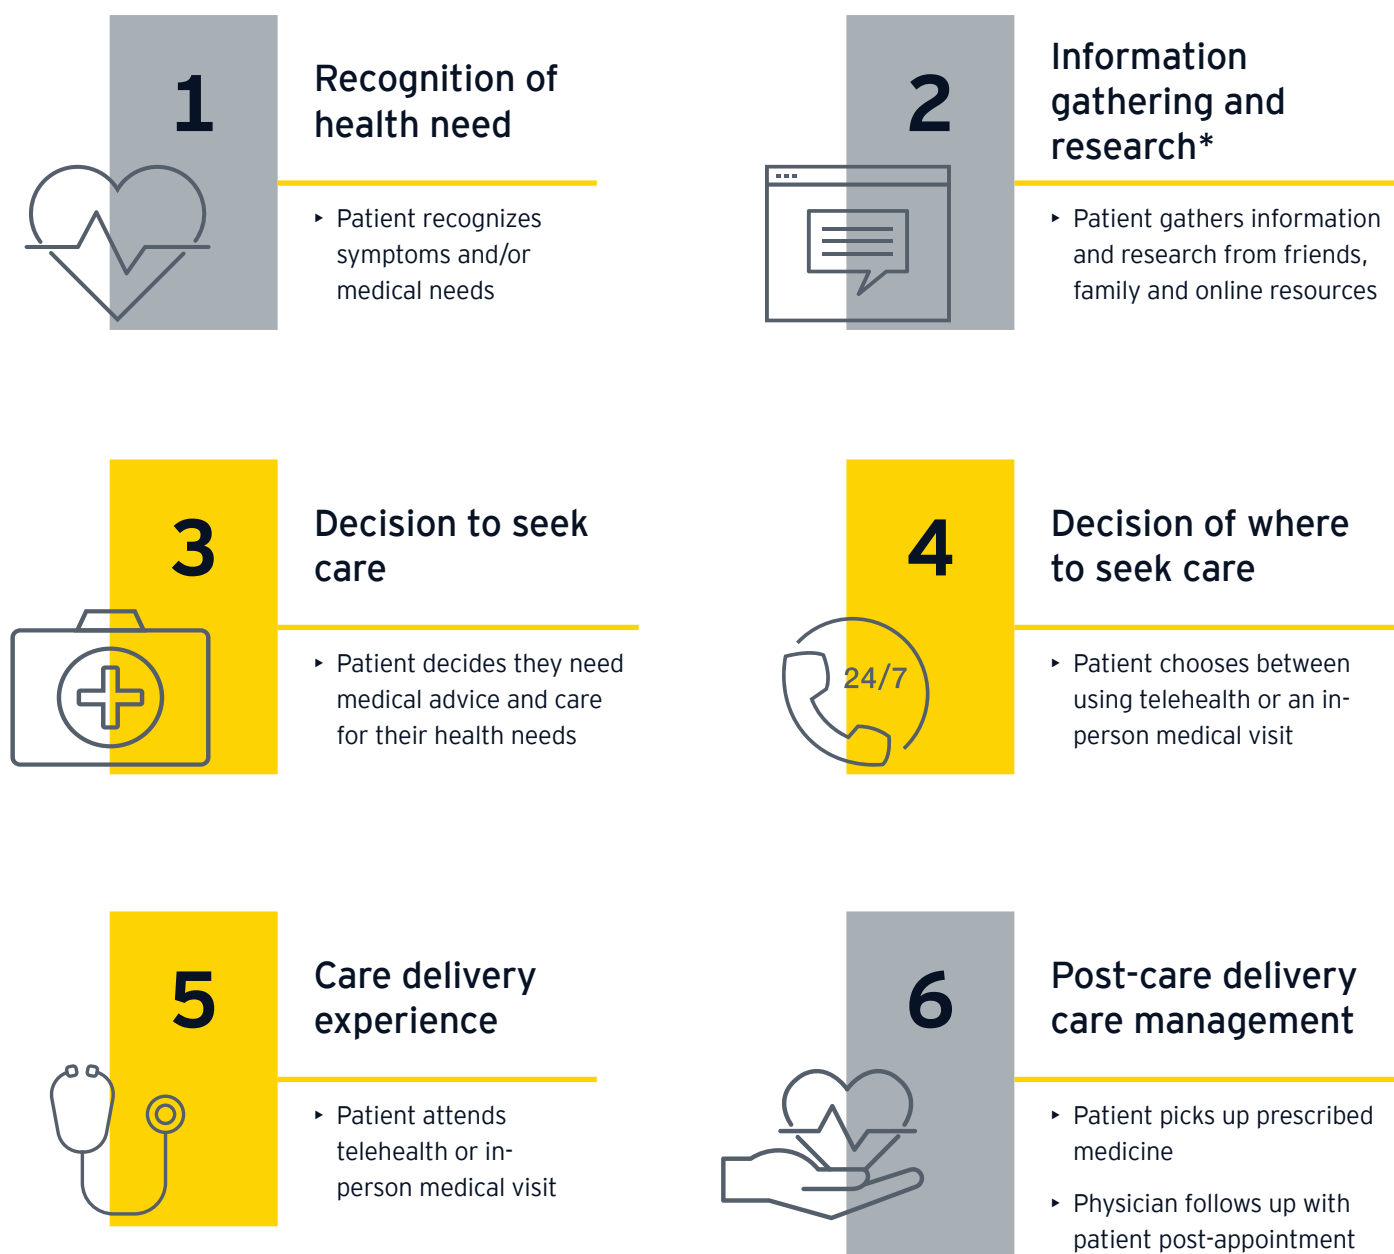 1
Recognition of
health need
‣ Patient recognizes
symptoms and/or
medical needs
2
Information
gathering and
research*
‣ Patient gathers information
and research from friends,
family and online resources
3
Decision to seek
care
‣ Patient decides they need
medical advice and care
for their health needs
4
Decision of where
to seek care
24/7
‣ Patient chooses between
using telehealth or an in-
person medical visit
5
Care delivery
experience
‣ Patient attends
telehealth or in-
person medical visit
6
Post-care delivery
care management
‣ Patient picks up prescribed
medicine
‣ Physician follows up with
patient post-appointment